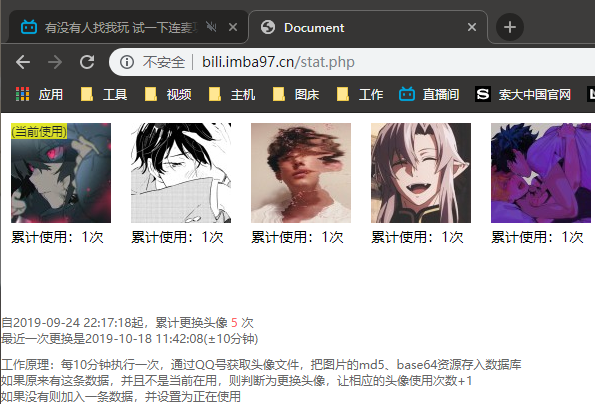 有没有人找我玩 试一下连麦
Document
不安全
bili.imba97.cn/stat.php
应用 工具 视频 主机 图床 工作 直播间 索大中国官网
(当前使用)
累计使用：1次 累计使用：1次 累计使用：1次 累计使用：1次 累计使用：1次
自2019-09-24 22:17:18起，累计更换头像 5 次
最近一次更换是2019-10-18 11:42:08(±10分钟)
工作原理：每10分钟执行一次，通过QQ号获取头像文件，把图片的md5、base64资源存入数据库
如果原来有这条数据，并且不是当前在用，则判断为更换头像，让相应的头像使用次数+1
如果没有则加入一条数据，并设置为正在使用